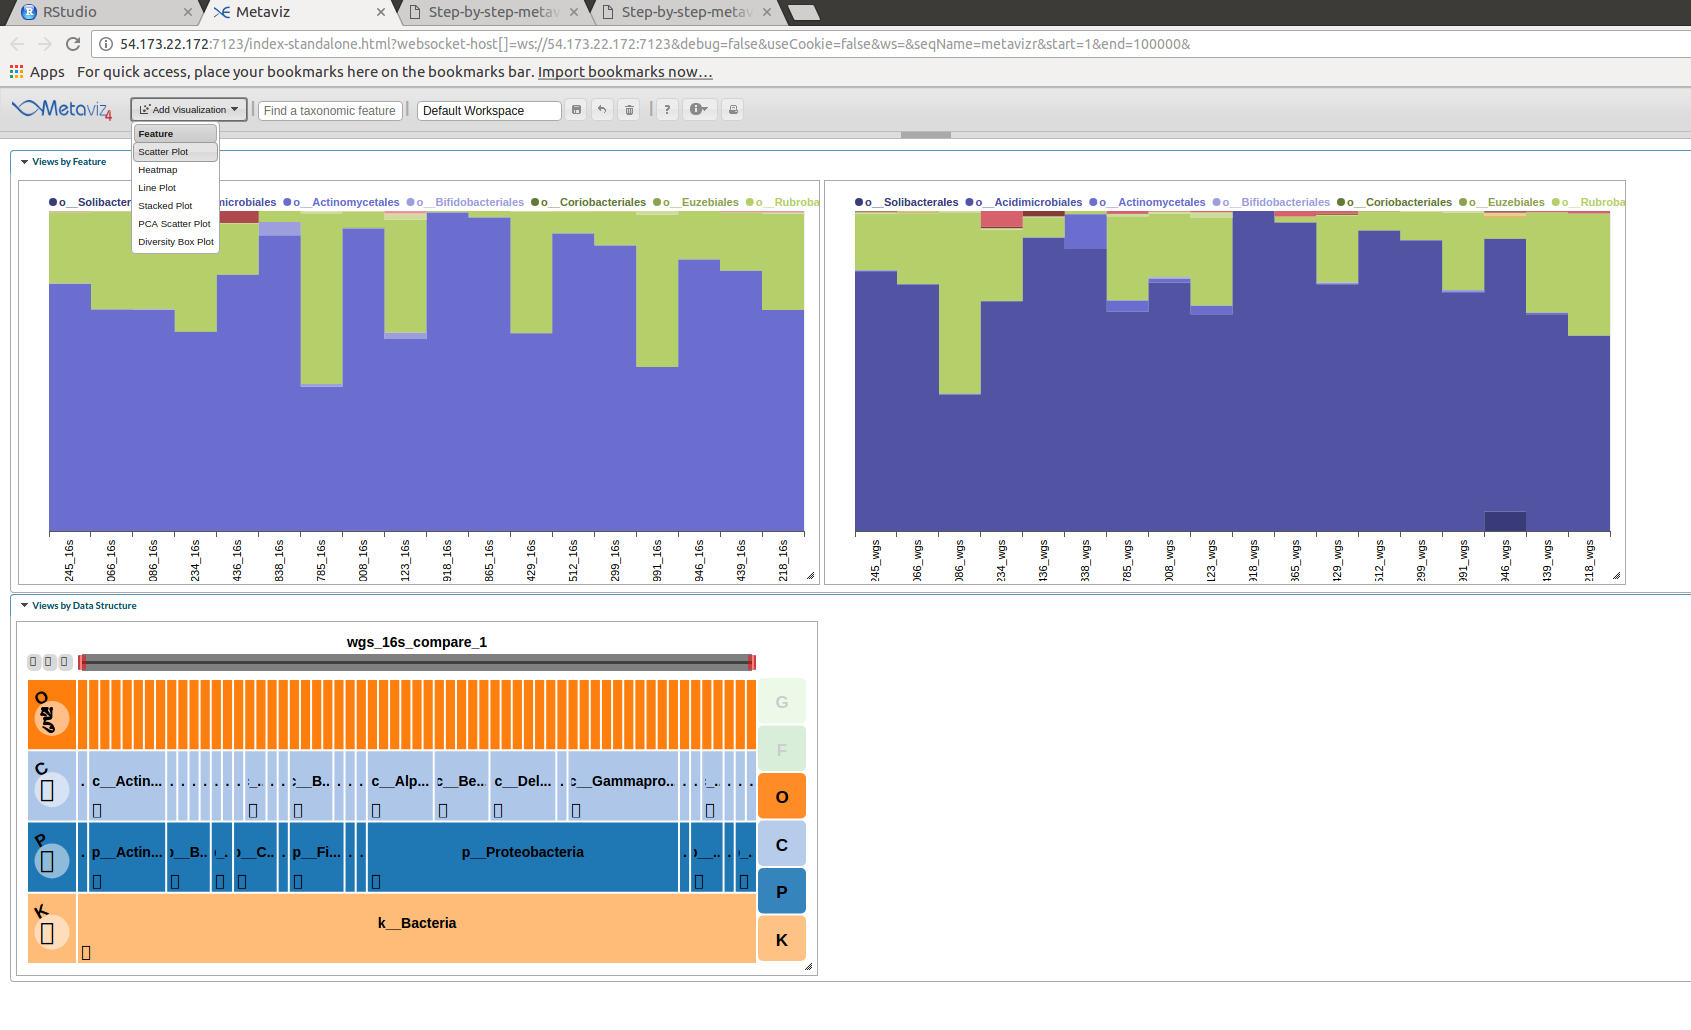 RStudio × Metaviz × Step-by-step-metav × Step-by-step-metav ×
54.173.22.172:7123/index-standalone.html?websocket-host[]=ws://54.173.22.172:7123&debug=false&useCookie=false&ws=&seqName=metavizr&start=1&end=100000&
Apps For quick access, place your bookmarks here on the bookmarks bar. Import bookmarks now...
Metaviz4 Add Visualization Find a taxonomic feature Default Workspace ?
Feature
Scatter Plot
Heatmap
Line Plot
Stacked Plot
PCA Scatter Plot
Diversity Box Plot
Views by Feature
o__Solibacter microbiales o__Actinomycetales o__Bifidobacteriales o__Coriobacteriales o__Euzebiales o__Rubroba
245_16s 066_16s 086_16s 234_16s 436_16s 838_16s 785_16s 008_16s 123_16s 918_16s 865_16s 429_16s 512_16s 299_16s 991_16s 946_16s 439_16s 218_16s
o__Solibacterales o__Acidimicrobiales o__Actinomycetales o__Bifidobacteriales o__Coriobacteriales o__Euzebiales o__Rubroba
245_wgs 066_wgs 086_wgs 234_wgs 436_wgs 838_wgs 785_wgs 008_wgs 123_wgs 918_wgs 865_wgs 429_wgs 512_wgs 299_wgs 991_wgs 946_wgs 439_wgs 218_wgs
Views by Data Structure
wgs_16s_compare_1
O
G
F
C c__Actin... c__B.. c__Alp... c__Be.. c__Del... c__Gammapro..
O
C
P p__Actin... p__B.. p__C.. p__Fi... p__Proteobacteria
P
K k__Bacteria
K